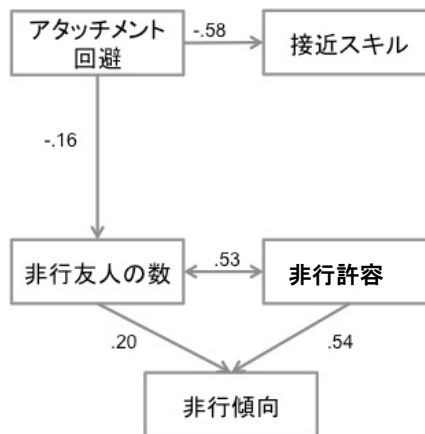 アタッチメント
回避
-.58
接近スキル
-.16
非行友人の数
.53
非行許容
.20
.54
非行傾向